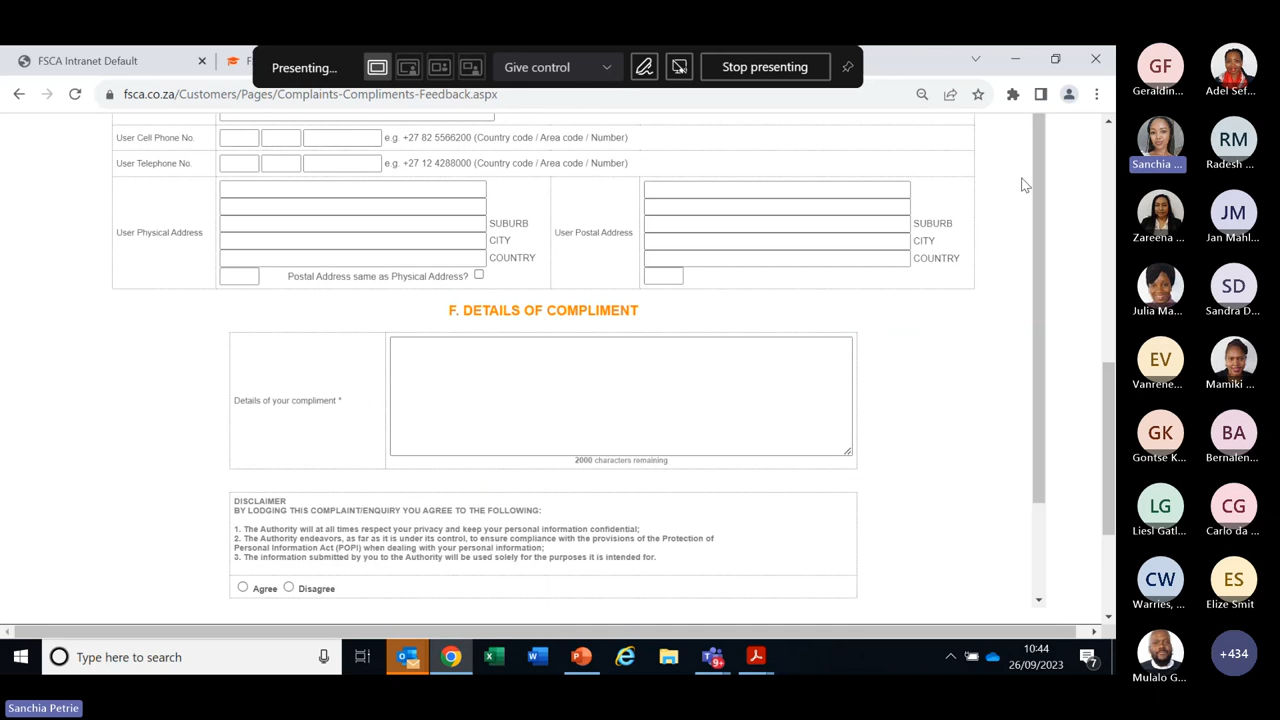 FSCA Intranet Default
Presenting...
Give control
Stop presenting
fsca.co.za/Customers/Pages/Complaints-Compliments-Feedback.aspx
User Cell Phone No.
e.g. +27 82 5566200 (Country code / Area code / Number)
User Telephone No.
e.g. +27 12 4288000 (Country code / Area code / Number)
User Physical Address
SUBURB
CITY
COUNTRY
Postal Address same as Physical Address?
User Postal Address
SUBURB
CITY
COUNTRY
F. DETAILS OF COMPLIMENT
Details of your compliment *
2000 characters remaining
DISCLAIMER
BY LODGING THIS COMPLAINT/ENQUIRY YOU AGREE TO THE FOLLOWING:
1. The Authority will at all times respect your privacy and keep your personal information confidential;
2. The Authority endeavors, as far as it is under its control, to ensure compliance with the provisions of the Protection of
Personal Information Act (POPI) when dealing with your personal information;
3. The information submitted by you to the Authority will be used solely for the purposes it is intended for.
Agree
Disagree
Type here to search
9+
10:44
26/09/2023
7
Sanchia Petrie
GF
Geraldin...
Adel Sef...
Sanchia ...
RM
Radesh ...
Zareena ...
JM
Jan Mahl...
Julia Ma...
SD
Sandra D...
EV
Vanrene...
Mamiki ...
GK
Gontse K...
BA
Bernalen...
LG
Liesl Gatl...
CG
Carlo da ...
CW
Warries, ...
ES
Elize Smit
Mulalo G...
+434